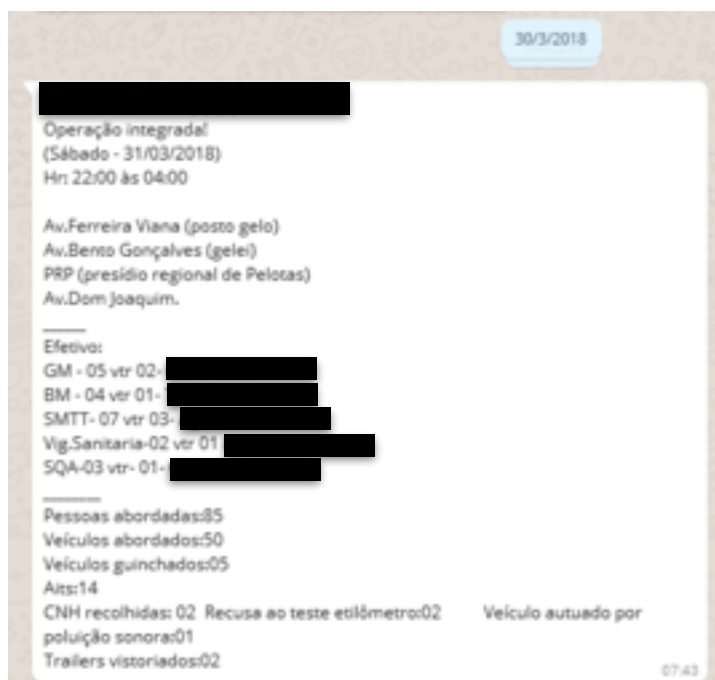 30/3/2018
Operação integrada!
(Sábado - 31/03/2018)
Hr: 22:00 às 04:00
Av.Ferreira Viana (posto gelo)
Av.Bento Gonçalves (gelei)
PRP (presídio regional de Pelotas)
Av.Dom Joaquim.
______
Efetivo:
GM - 05 vtr 02-
BM - 04 vtr 01-
SMTT- 07 vtr 03-
Vig.Sanitaria-02 vtr 01
SQA-03 vtr- 01-
________
Pessoas abordadas:85
Veículos abordados:50
Veículos guinchados:05
Aits:14
CNH recolhidas: 02 Recusa ao teste etilômetro:02 Veículo autuado por
poluição sonora:01
Trailers vistoriados:02
07:43